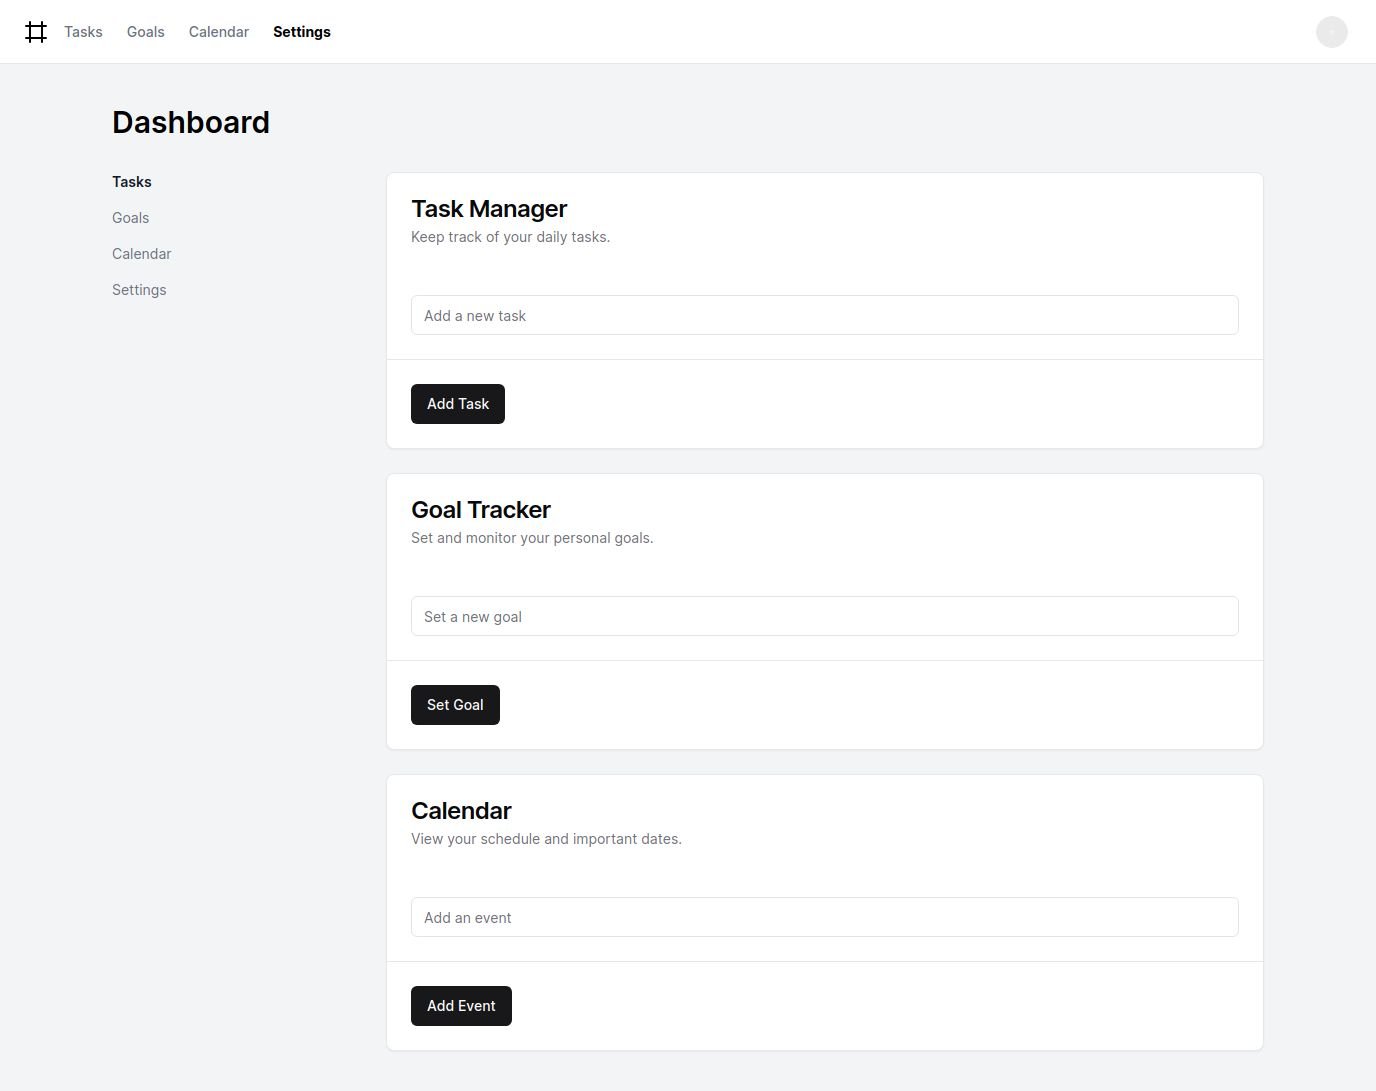 Tasks Goals Calendar Settings
Dashboard
Tasks
Goals
Calendar
Settings
Task Manager
Keep track of your daily tasks.
Add a new task
Add Task
Goal Tracker
Set and monitor your personal goals.
Set a new goal
Set Goal
Calendar
View your schedule and important dates.
Add an event
Add Event